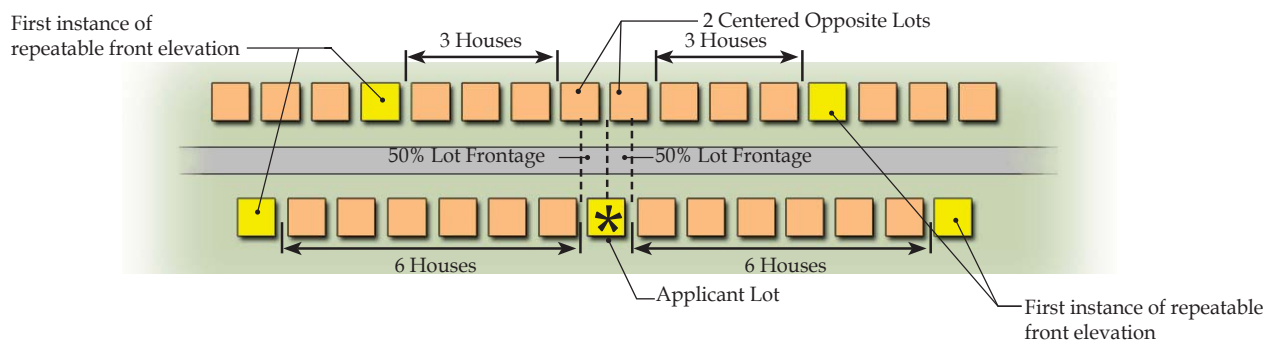 First instance of
repeatable front elevation
2 Centered Opposite Lots
3 Houses
3 Houses
50% Lot Frontage
50% Lot Frontage
*
6 Houses
6 Houses
Applicant Lot
First instance of repeatable
front elevation